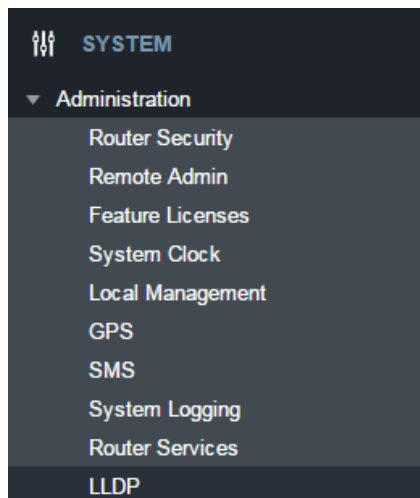 SYSTEM
Administration
Router Security
Remote Admin
Feature Licenses
System Clock
Local Management
GPS
SMS
System Logging
Router Services
LLDP